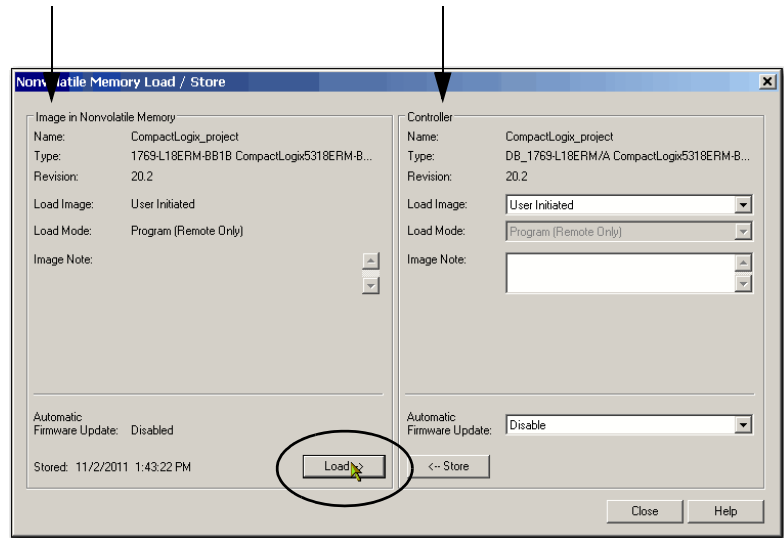 Nonvolatile Memory Load / Store
Image in Nonvolatile Memory
Name: CompactLogix_project
Type: 1769-L18ERM-BB1B CompactLogix5318ERM-B...
Revision: 20.2
Load Image: User Initiated
Load Mode: Program (Remote Only)
Image Note:
Automatic
Firmware Update: Disabled
Stored: 11/2/2011 1:43:22 PM
Load -->
Controller
Name: CompactLogix_project
Type: DB_1769-L18ERM/A CompactLogix5318ERM-B...
Revision: 20.2
Load Image: User Initiated
Load Mode: Program (Remote Only)
Image Note:
Automatic
Firmware Update: Disable
<-- Store
Close
Help